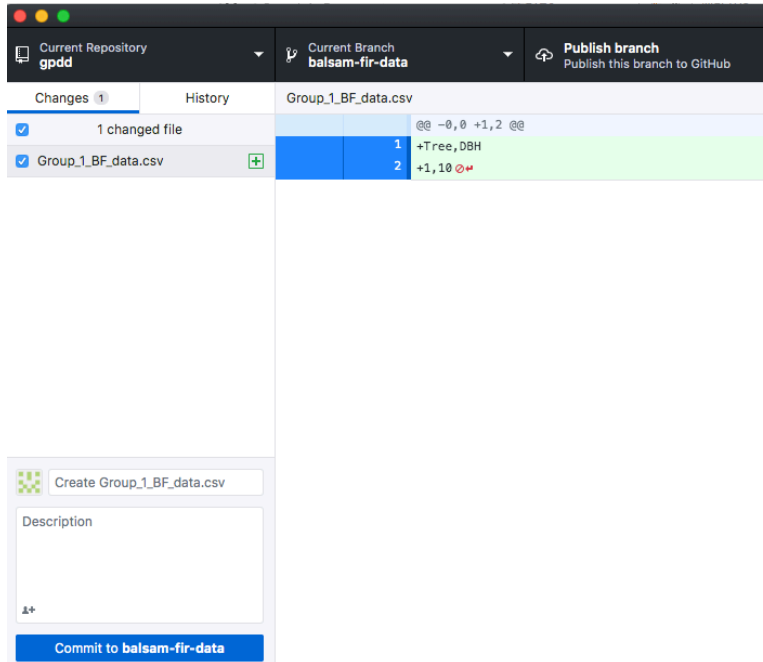 Current Repository
gpdd
Current Branch
balsam-fir-data
Publish branch
Publish this branch to GitHub
Changes 1
History
Group_1_BF_data.csv
1 changed file
@@ -0,0 +1,2 @@
Group_1_BF_data.csv
1 +Tree,DBH
2 +1,10
Create Group_1_BF_data.csv
Description
Commit to balsam-fir-data